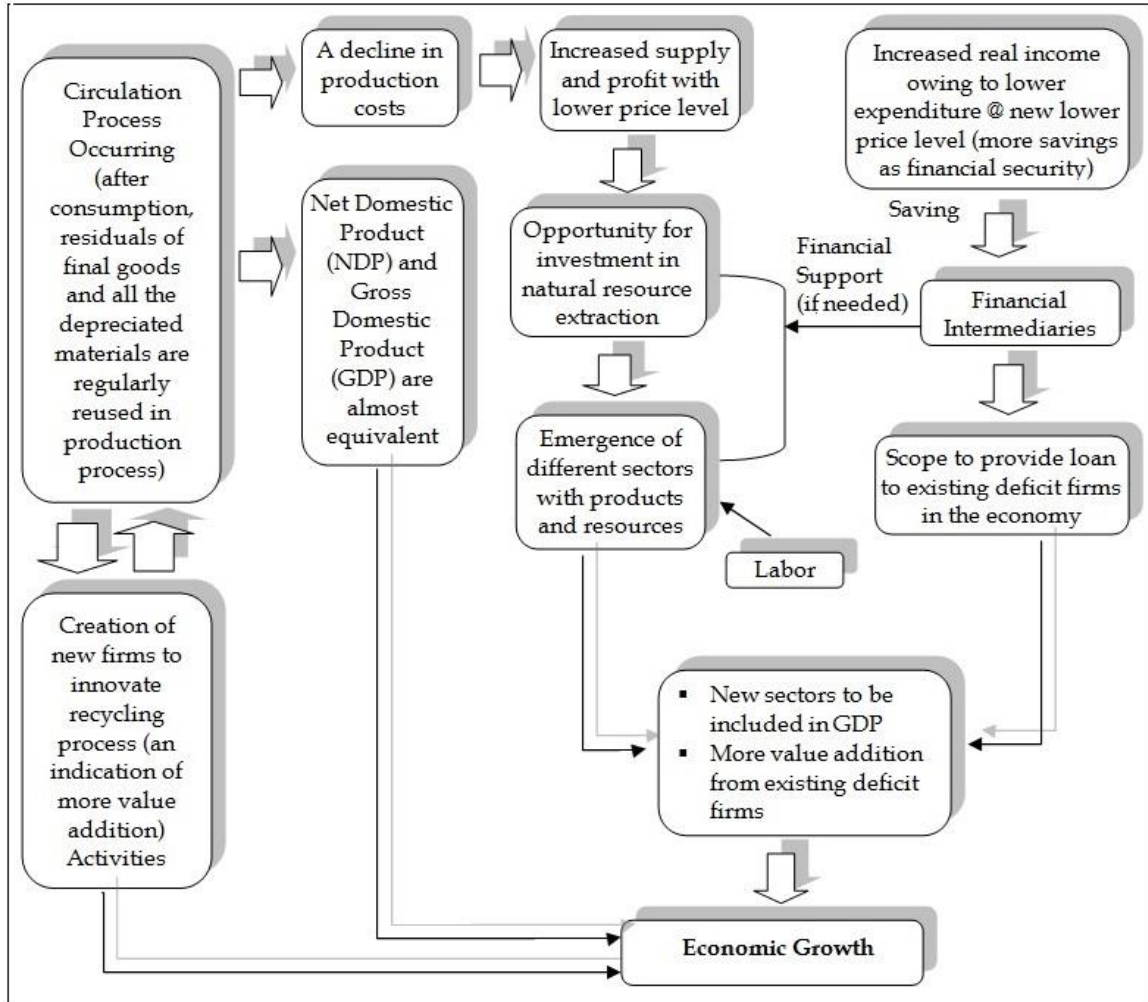 Circulation
Process
Occurring
(after
consumption,
residuals of
final goods
and all the
depreciated
materials are
regularly
reused in
production
process)
A decline in
production
costs
Increased supply
and profit with
lower price level
Increased real income
owing to lower
expenditure @ new lower
price level (more savings
as financial security)
Net Domestic
Product
(NDP) and
Gross
Domestic
Product
(GDP) are
almost
equivalent
Opportunity for
investment in
natural resource
extraction
Saving
Financial
Support
(if needed)
Financial
Intermediaries
Emergence of
different sectors
with products
and resources
Scope to provide loan
to existing deficit firms
in the economy
Labor
Creation of
new firms to
innovate
recycling
process (an
indication of
more value
addition)
Activities
▪ New sectors to be
included in GDP
▪ More value addition
from existing deficit
firms
Economic Growth